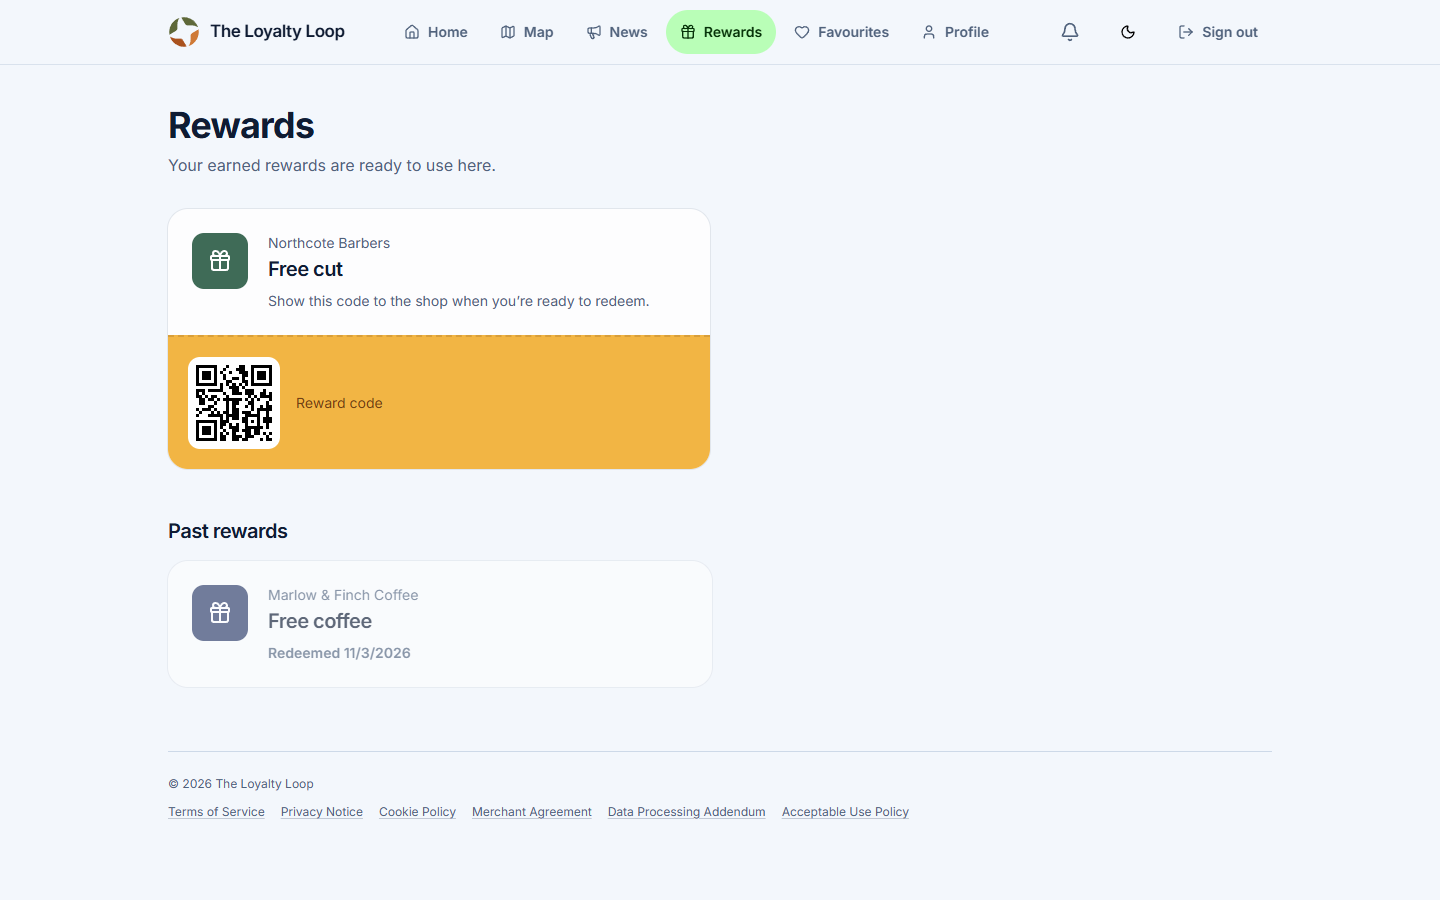 The Loyalty Loop
Home
Map
News
Rewards
Favourites
Profile
Sign out
Rewards
Your earned rewards are ready to use here.
Northcote Barbers
Free cut
Show this code to the shop when you’re ready to redeem.
Reward code
Past rewards
Marlow & Finch Coffee
Free coffee
Redeemed 11/3/2026
© 2026 The Loyalty Loop
Terms of Service Privacy Notice Cookie Policy Merchant Agreement Data Processing Addendum Acceptable Use Policy